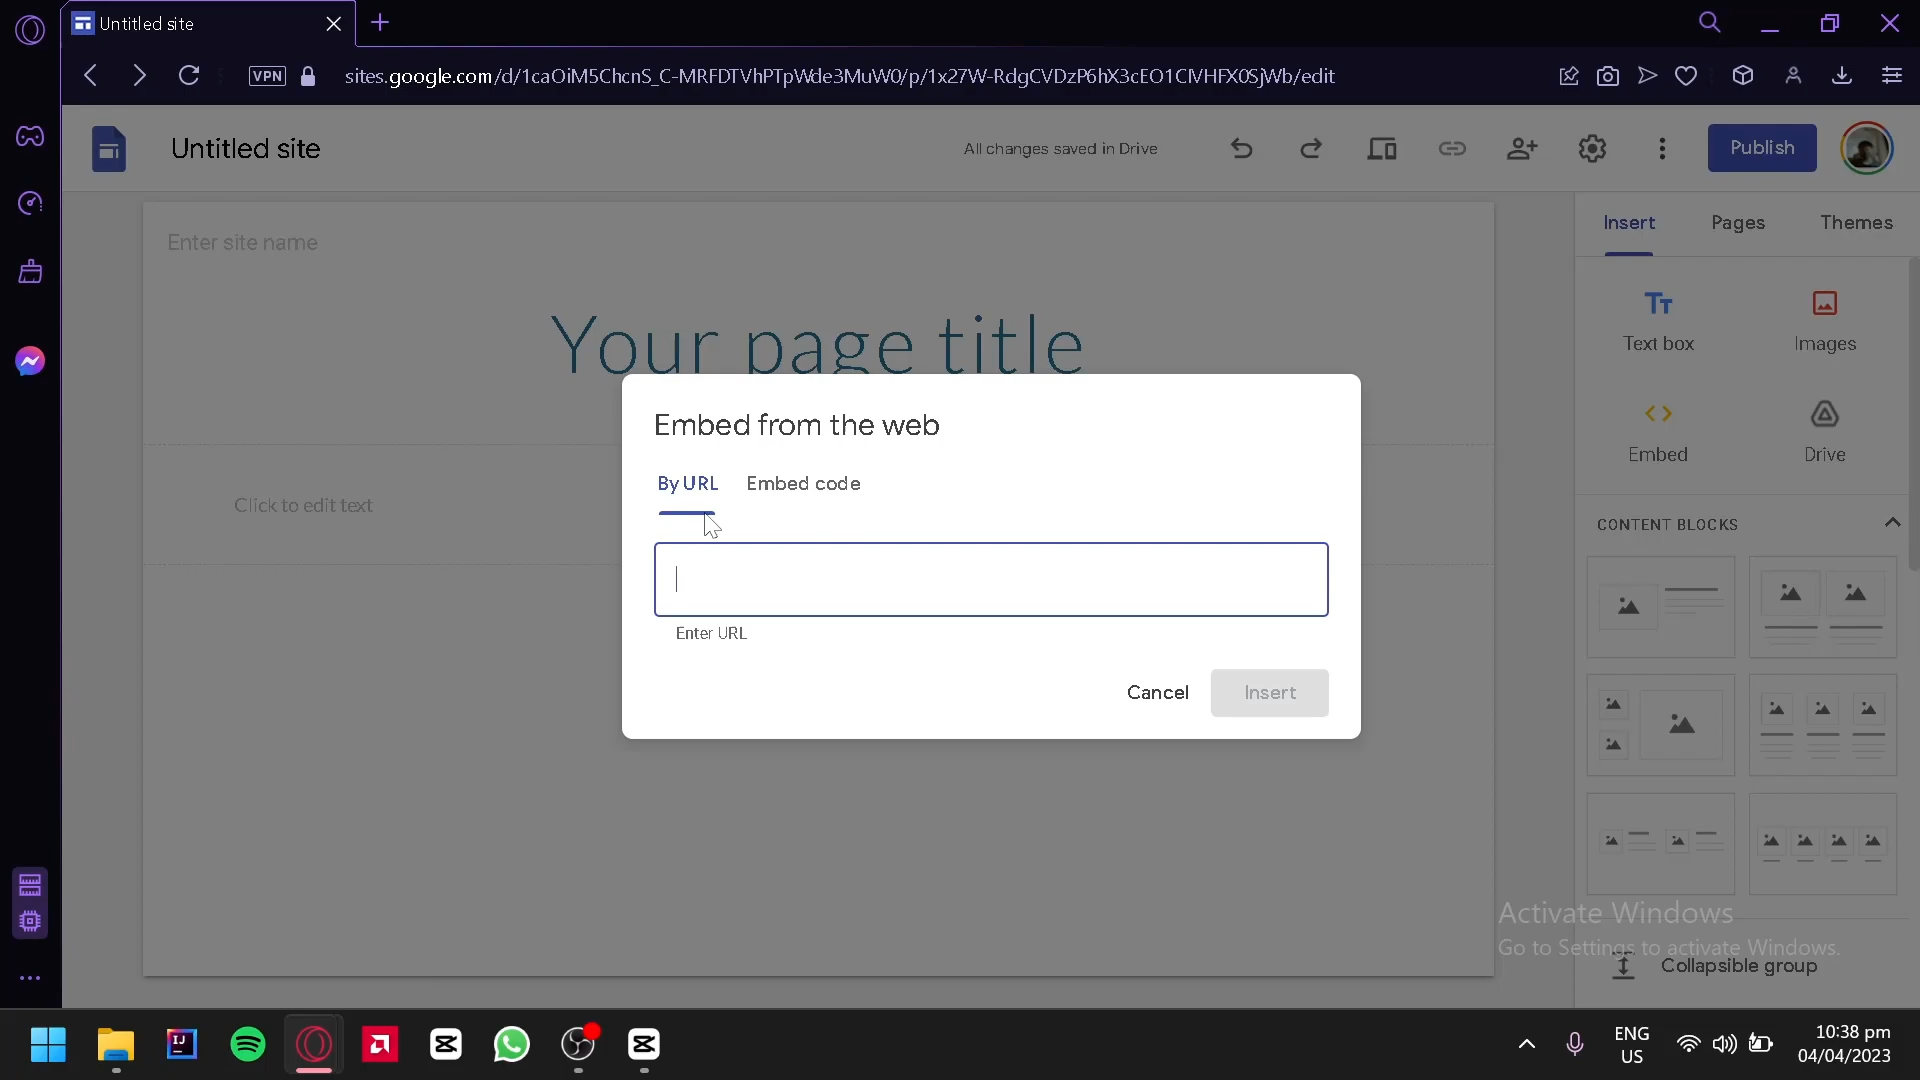 Untitled site
VPN
sites.google.com/d/1caOiM5ChcnS_C-MRFDTVhPTpWde3MuW0/p/1x27W-RdgCVDzP6hX3cEO1ClVHFX0SjWb/edit
Untitled site
All changes saved in Drive
Publish
Enter site name
Insert
Pages
Themes
Your page title
Text box
Images
Embed from the web
Embed
Drive
By URL
Embed code
Click to edit text
CONTENT BLOCKS
Enter URL
Cancel
Insert
Activate Windows
Go to Settings to activate Windows.
Collapsible group
IJ
ENG
US
10:38 pm
04/04/2023